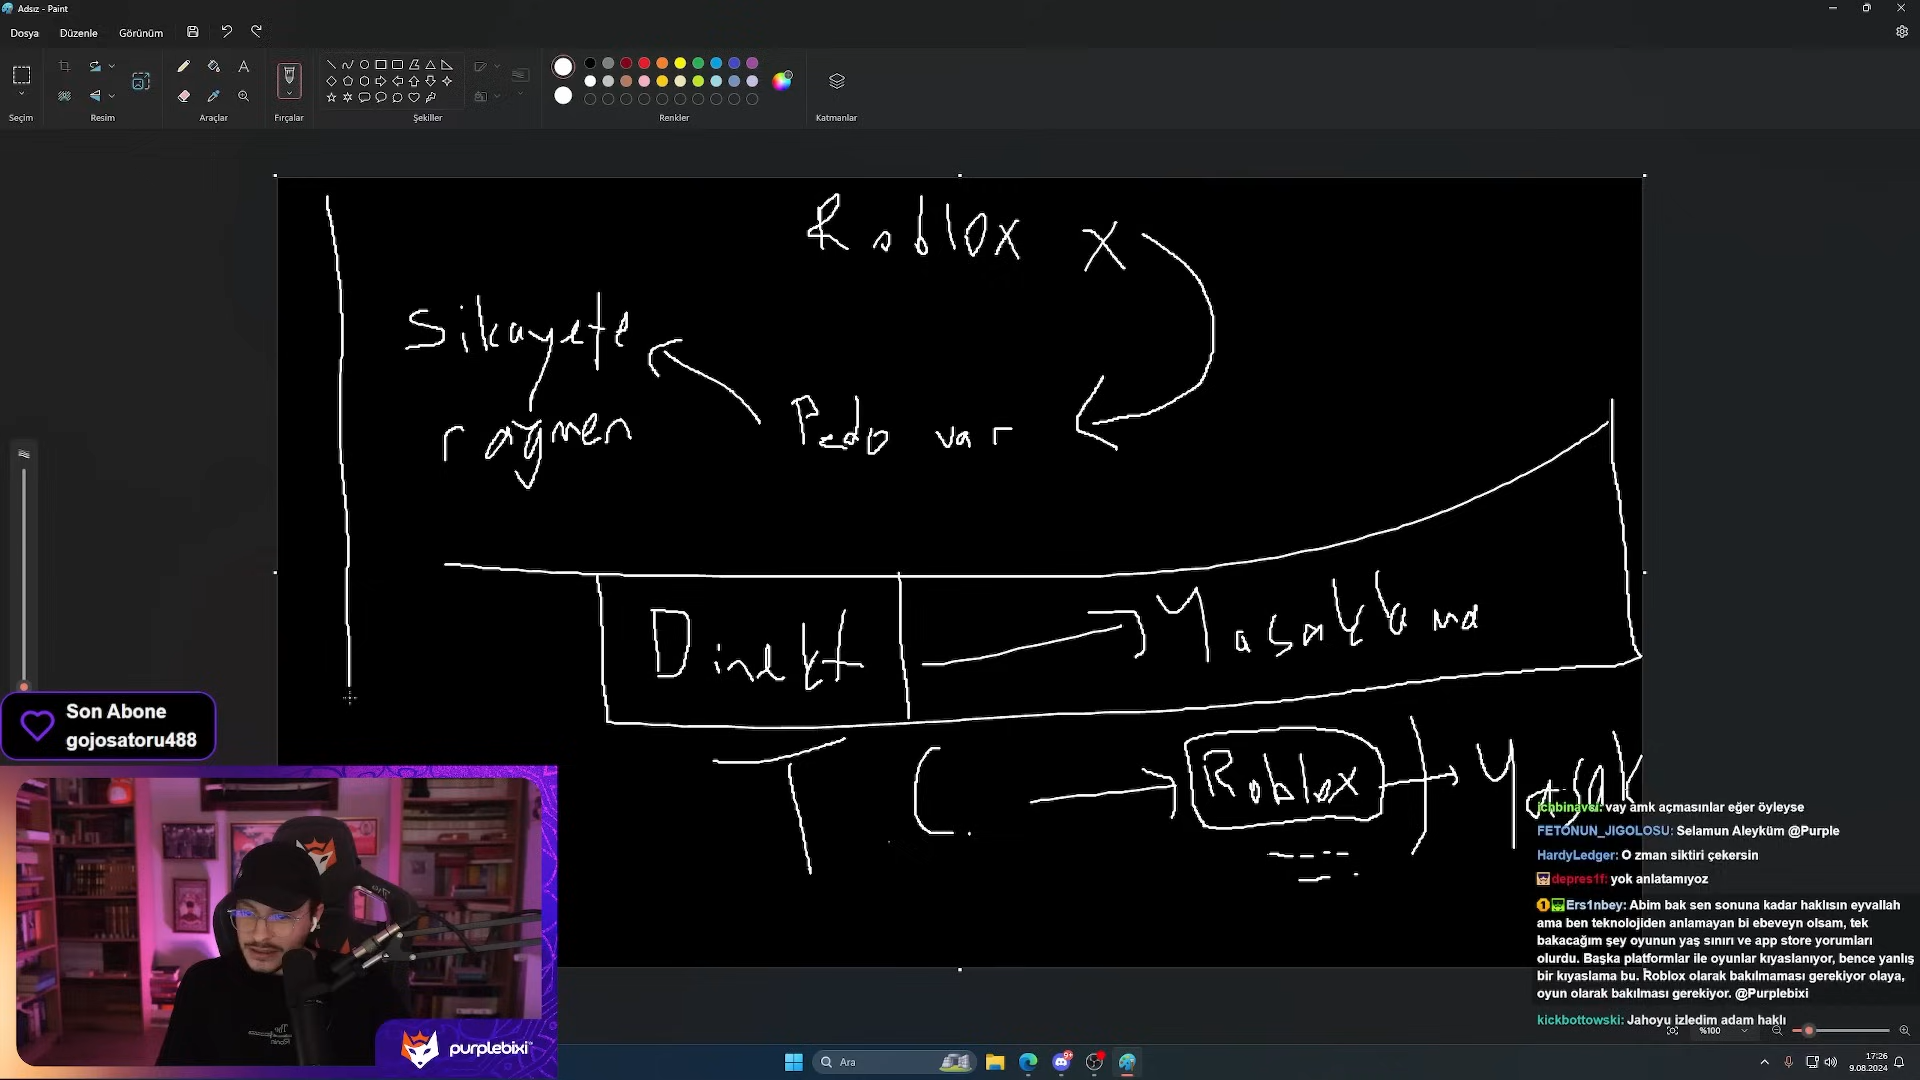 Adsız - Paint
Dosya Düzenle Görünüm
Seçim Resim Araçlar Fırçalar Şekiller Renkler Katmanlar
Roblox X
Sikayete
ragmen
Pedo var
Direkt Yasaklama
T C. Roblox Yasak
Son Abone
gojosatoru488
purplebixi
ichbinavci: vay amk açmasınlar eğer öyleyse
FETONUN_JIGOLOSU: Selamun Aleyküm @Purple
HardyLedger: O zman siktiri çekersin
depres1f: yok anlatamıyoz
Ers1nbey: Abim bak sen sonuna kadar haklısın eyvallah
ama ben teknolojiden anlamayan bi ebeveyn olsam, tek
bakacağım şey oyunun yaş sınırı ve app store yorumları
olurdu. Başka platformlar ile oyunlar kıyaslanıyor, bence yanlış
bir kıyaslama bu. Roblox olarak bakılmaması gerekiyor olaya,
oyun olarak bakılması gerekiyor. @Purplebixi
kickbottowski: Jahoyu izledim adam haklı
%100
Ara
17:26
9.08.2024